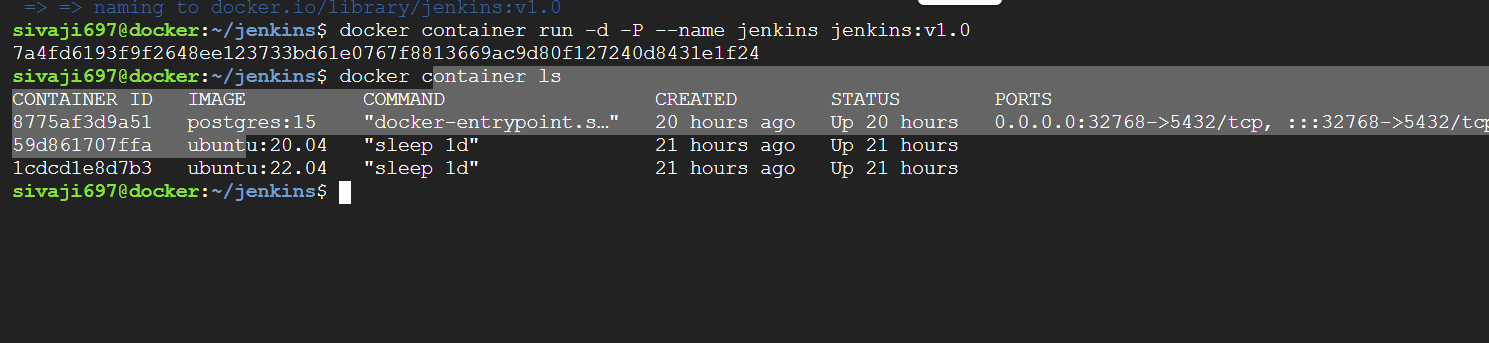 => => naming to docker.io/library/jenkins:v1.0
sivaji697@docker:~/jenkins$ docker container run -d -P --name jenkins jenkins:v1.0
7a4fd6193f9f2648ee123733bd61e0767f8813669ac9d80f127240d8431e1f24
sivaji697@docker:~/jenkins$ docker container ls
CONTAINER ID   IMAGE          COMMAND                  CREATED        STATUS        PORTS
8775af3d9a51   postgres:15    "docker-entrypoint.s…"   20 hours ago   Up 20 hours   0.0.0.0:32768->5432/tcp, :::32768->5432/tcp
59d861707ffa   ubuntu:20.04   "sleep 1d"               21 hours ago   Up 21 hours
1cdcd1e8d7b3   ubuntu:22.04   "sleep 1d"               21 hours ago   Up 21 hours
sivaji697@docker:~/jenkins$